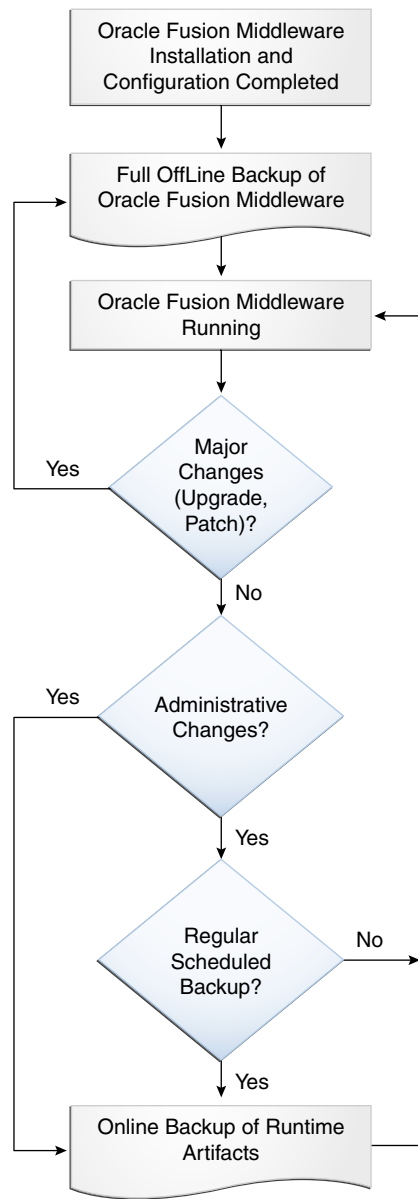 Oracle Fusion Middleware
Installation and
Configuration Completed
Full OffLine Backup of
Oracle Fusion Middleware
Oracle Fusion Middleware
Running
Yes
Major
Changes
(Upgrade,
Patch)?
No
Yes
Administrative
Changes?
Yes
Regular
Scheduled
Backup?
No
Yes
Online Backup of Runtime
Artifacts